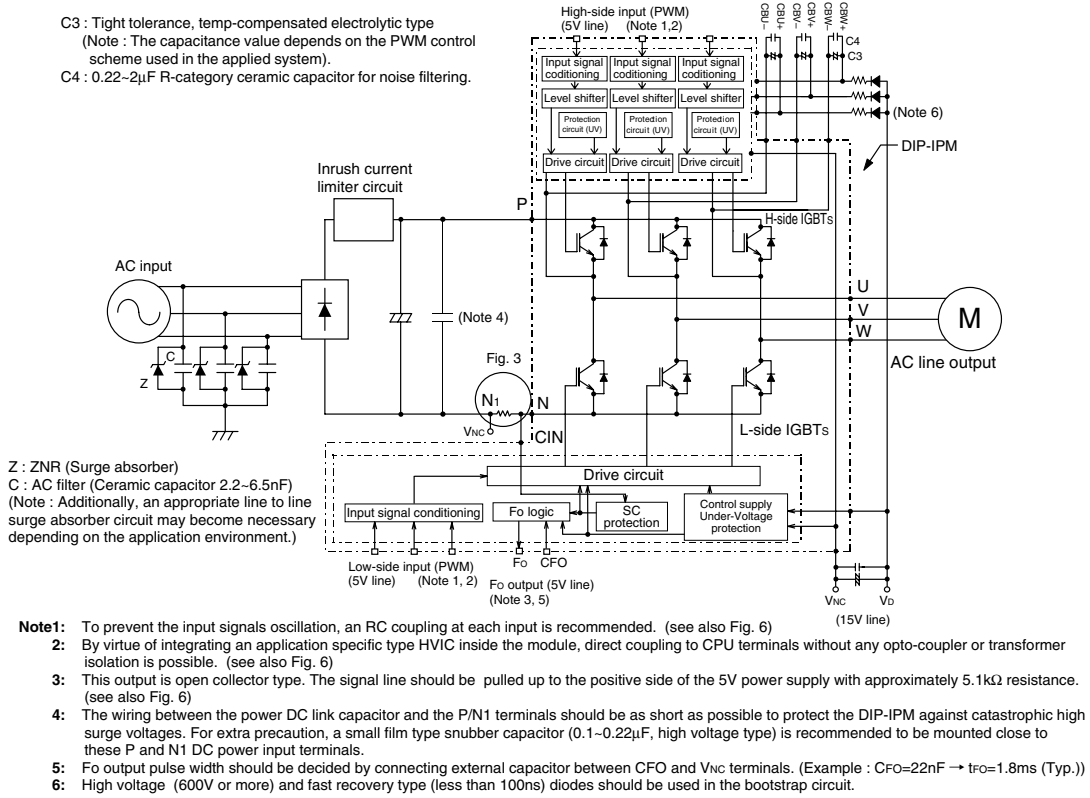 C3 : Tight tolerance, temp-compensated electrolytic type
(Note : The capacitance value depends on the PWM control
scheme used in the applied system).
C4 : 0.22~2µF R-category ceramic capacitor for noise filtering.
High-side input (PWM)
(5V line) (Note 1,2)
CBU–
CBU+
CBV–
CBV+
CBW–
CBW+
C4
C3
Input signal coditioning
Input signal conditioning
Input signal coditioning
Level shifter
Level shifter
Level shifter
Protection circuit (UV)
Protection circuit (UV)
Protection circuit (UV)
Drive circuit
Drive circuit
Drive circuit
(Note 6)
DIP-IPM
Inrush current
limiter circuit
P
H-side IGBTS
AC input
U
V
W
M
AC line output
(Note 4)
C
Z
Fig. 3
N1
N
VNC
CIN
L-side IGBTS
Z : ZNR (Surge absorber)
C : AC filter (Ceramic capacitor 2.2~6.5nF)
(Note : Additionally, an appropriate line to line
surge absorber circuit may become necessary
depending on the application environment.)
Drive circuit
Input signal conditioning
Fo logic
SC
protection
Control supply
Under-Voltage
protection
Low-side input (PWM)
(5V line) (Note 1, 2)
FO
CFO
FO output (5V line)
(Note 3, 5)
VNC
VD
(15V line)
Note1: To prevent the input signals oscillation, an RC coupling at each input is recommended. (see also Fig. 6)
2: By virtue of integrating an application specific type HVIC inside the module, direct coupling to CPU terminals without any opto-coupler or transformer
isolation is possible. (see also Fig. 6)
3: This output is open collector type. The signal line should be pulled up to the positive side of the 5V power supply with approximately 5.1kΩ resistance.
(see also Fig. 6)
4: The wiring between the power DC link capacitor and the P/N1 terminals should be as short as possible to protect the DIP-IPM against catastrophic high
surge voltages. For extra precaution, a small film type snubber capacitor (0.1~0.22µF, high voltage type) is recommended to be mounted close to
these P and N1 DC power input terminals.
5: Fo output pulse width should be decided by connecting external capacitor between CFO and VNC terminals. (Example : CFO=22nF → tFO=1.8ms (Typ.))
6: High voltage (600V or more) and fast recovery type (less than 100ns) diodes should be used in the bootstrap circuit.